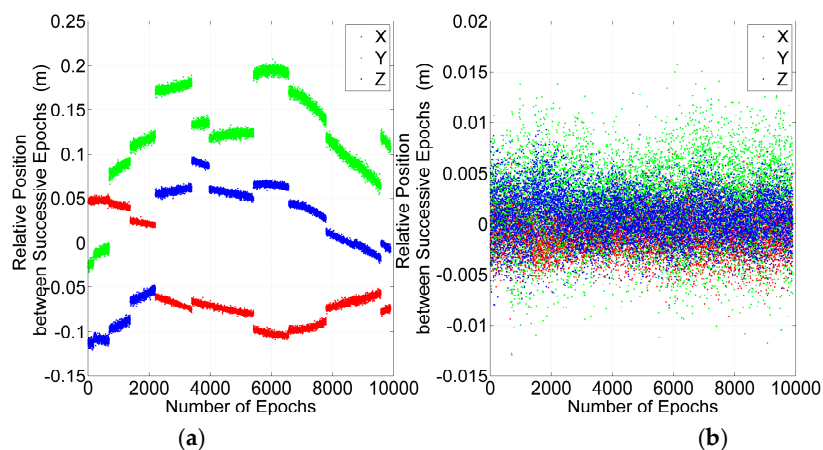 0.25
0.2
0.15
0.1
0.05
0
-0.05
-0.1
-0.15
0 2000 4000 6000 8000 10000
Relative Position
between Successive Epochs (m)
Number of Epochs
X
Y
Z
(a)
0.02
0.015
0.01
0.005
0
-0.005
-0.01
-0.015
0 2000 4000 6000 8000 10000
Relative Position
between Successive Epochs (m)
Number of Epochs
X
Y
Z
(b)